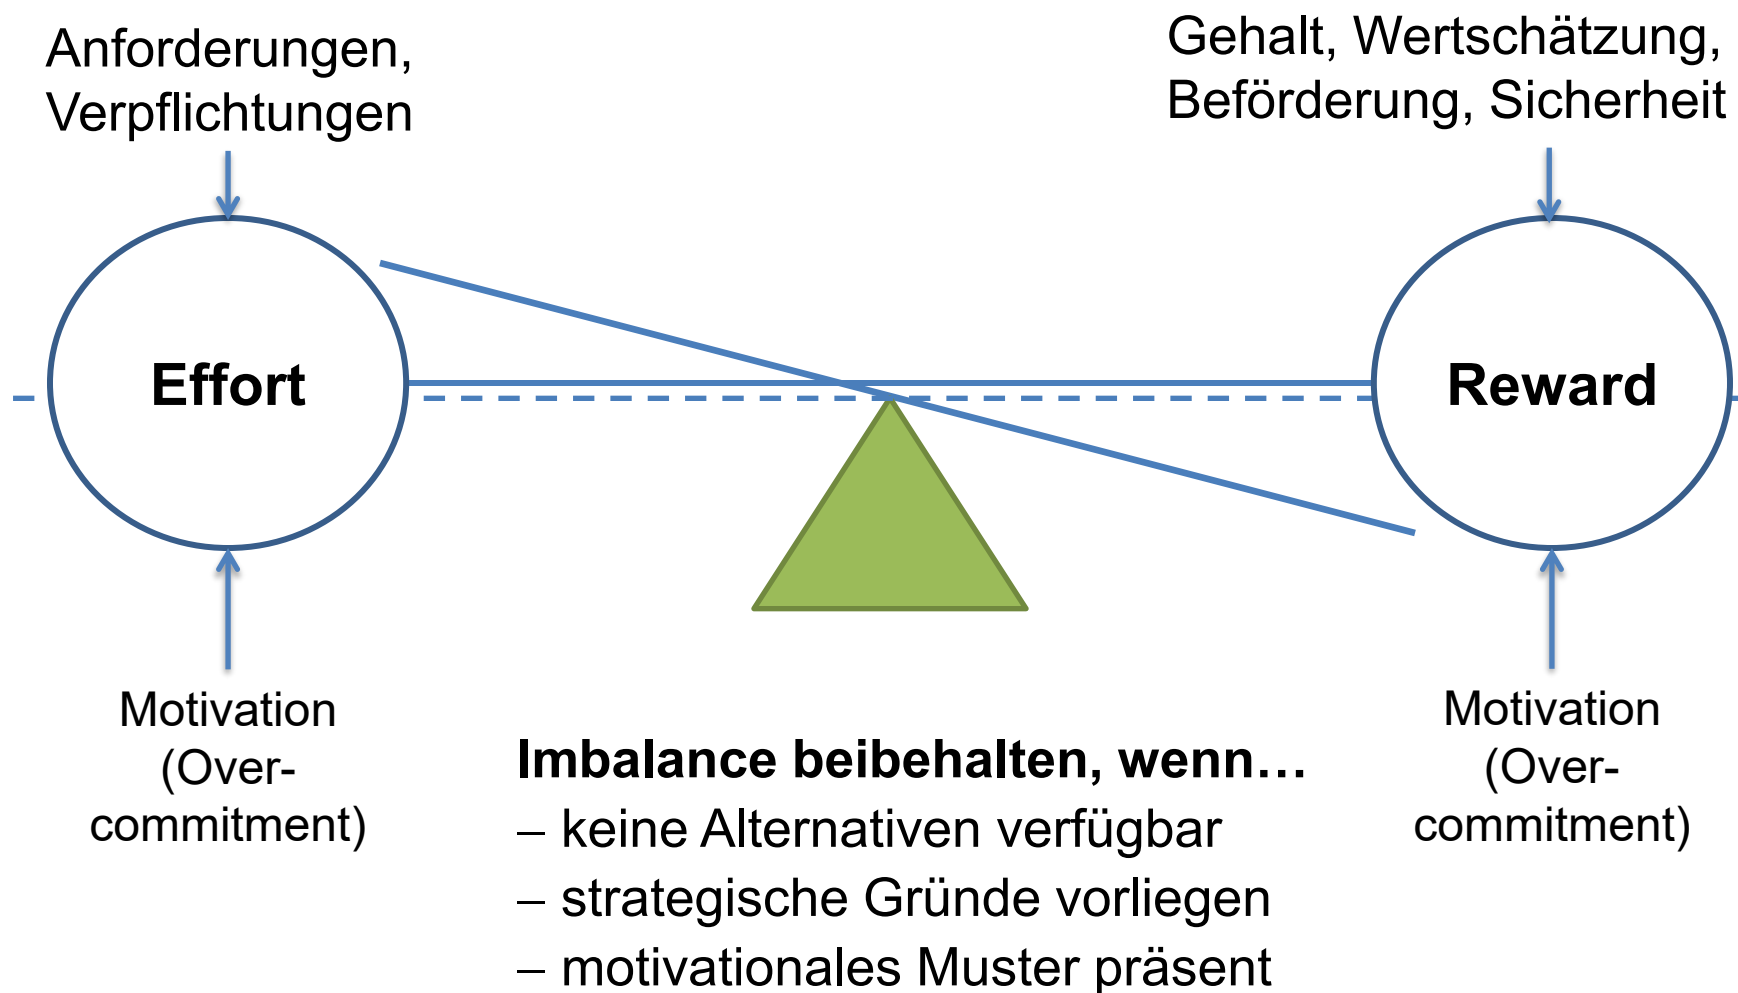 Anforderungen,
Verpflichtungen
Gehalt, Wertschätzung,
Beförderung, Sicherheit
Effort
Reward
Motivation
(Over-
commitment)
Motivation
(Over-
commitment)
Imbalance beibehalten, wenn…
– keine Alternativen verfügbar
– strategische Gründe vorliegen
– motivationales Muster präsent